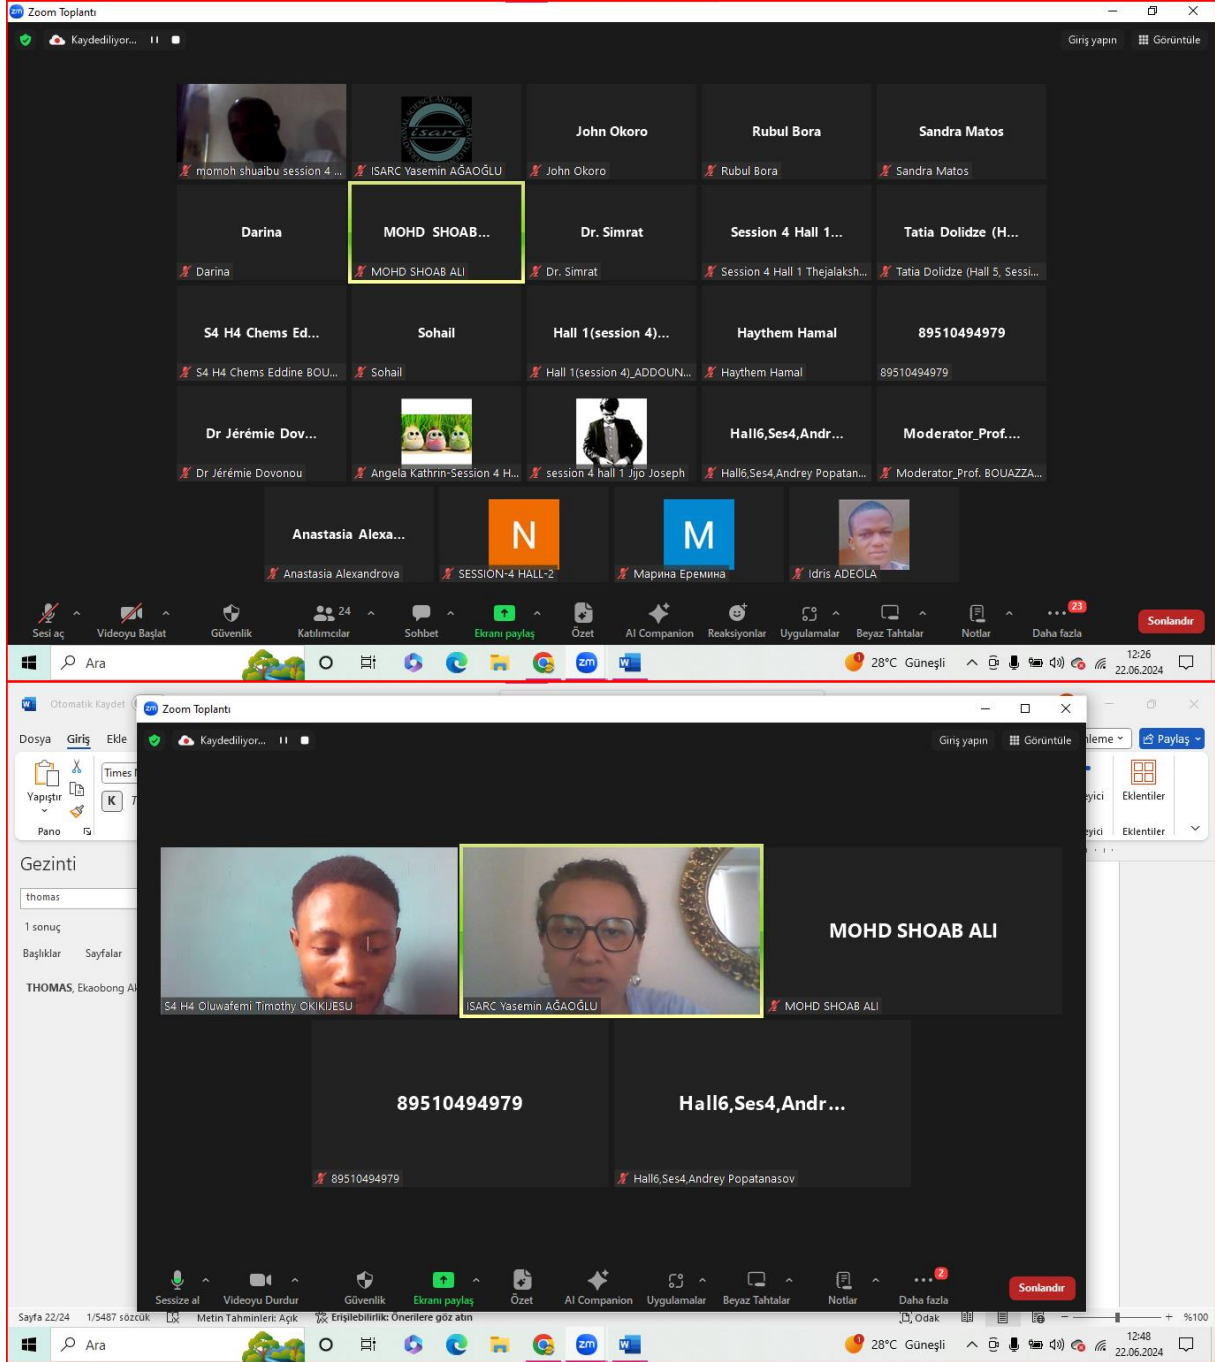 Zoom Toplantı
Kaydediliyor...
Giriş yapın
Görüntüle
isarc
John Okoro
Rubul Bora
Sandra Matos
momoh shuaibu session 4 ...
ISARC Yasemin AĞAOĞLU
John Okoro
Rubul Bora
Sandra Matos
Darina
MOHD SHOAB...
Dr. Simrat
Session 4 Hall 1...
Tatia Dolidze (H...
Darina
MOHD SHOAB ALI
Dr. Simrat
Session 4 Hall 1 Thejalaksh...
Tatia Dolidze (Hall 5, Sessi...
S4 H4 Chems Ed...
Sohail
Hall 1(session 4)...
Haythem Hamal
89510494979
S4 H4 Chems Eddine BOU...
Sohail
Hall 1(session 4)_ADDOUN...
Haythem Hamal
89510494979
Dr Jérémie Dov...
Hall6,Ses4,Andr...
Moderator_Prof....
Dr Jérémie Dovonou
Angela Kathrin-Session 4 H...
session 4 hall 1 Jijo Joseph
Hall6,Ses4,Andrey Popatan...
Moderator_Prof. BOUAZZA...
Anastasia Alexa...
N
M
Anastasia Alexandrova
SESSION-4 HALL-2
Марина Еремина
Idris ADEOLA
24
23
Sesi aç
Videoyu Başlat
Güvenlik
Katılımcılar
Sohbet
Ekranı paylaş
Özet
AI Companion
Reaksiyonlar
Uygulamalar
Beyaz Tahtalar
Notlar
Daha fazla
Sonlandır
Ara
28°C Güneşli
12:26
22.06.2024
Otomatik Kaydet
Zoom Toplantı
Dosya
Giriş
Ekle
Kaydediliyor...
Giriş yapın
Görüntüle
leme
Paylaş
Times
Yapıştır
K
T
yici
Eklentiler
Pano
yici
Eklentiler
Gezinti
thomas
1 sonuç
Başlıklar
Sayfalar
THOMAS, Ekaobong Ak
MOHD SHOAB ALI
S4 H4 Oluwafemi Timothy OKIKIJESU
ISARC Yasemin AĞAOĞLU
MOHD SHOAB ALI
89510494979
Hall6,Ses4,Andr...
89510494979
Hall6,Ses4,Andrey Popatanasov
2
Sessize al
Videoyu Durdur
Güvenlik
Ekranı paylaş
Özet
AI Companion
Uygulamalar
Beyaz Tahtalar
Notlar
Daha fazla
Sonlandır
Sayfa 22/24
1/5487 sözcük
Metin Tahminleri: Açık
Erişilebilirlik: Önerilere göz atın
Odak
%100
Ara
28°C Güneşli
12:48
22.06.2024